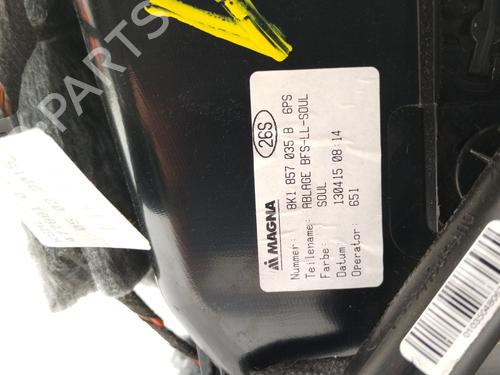 MAGNA
26S
Nummer: 8K1 857 035 B 6PS
Teilename: ABLAGE BFS-LL-SOUL
Farbe: SOUL
Datum 130415 08:14
Operator: 651